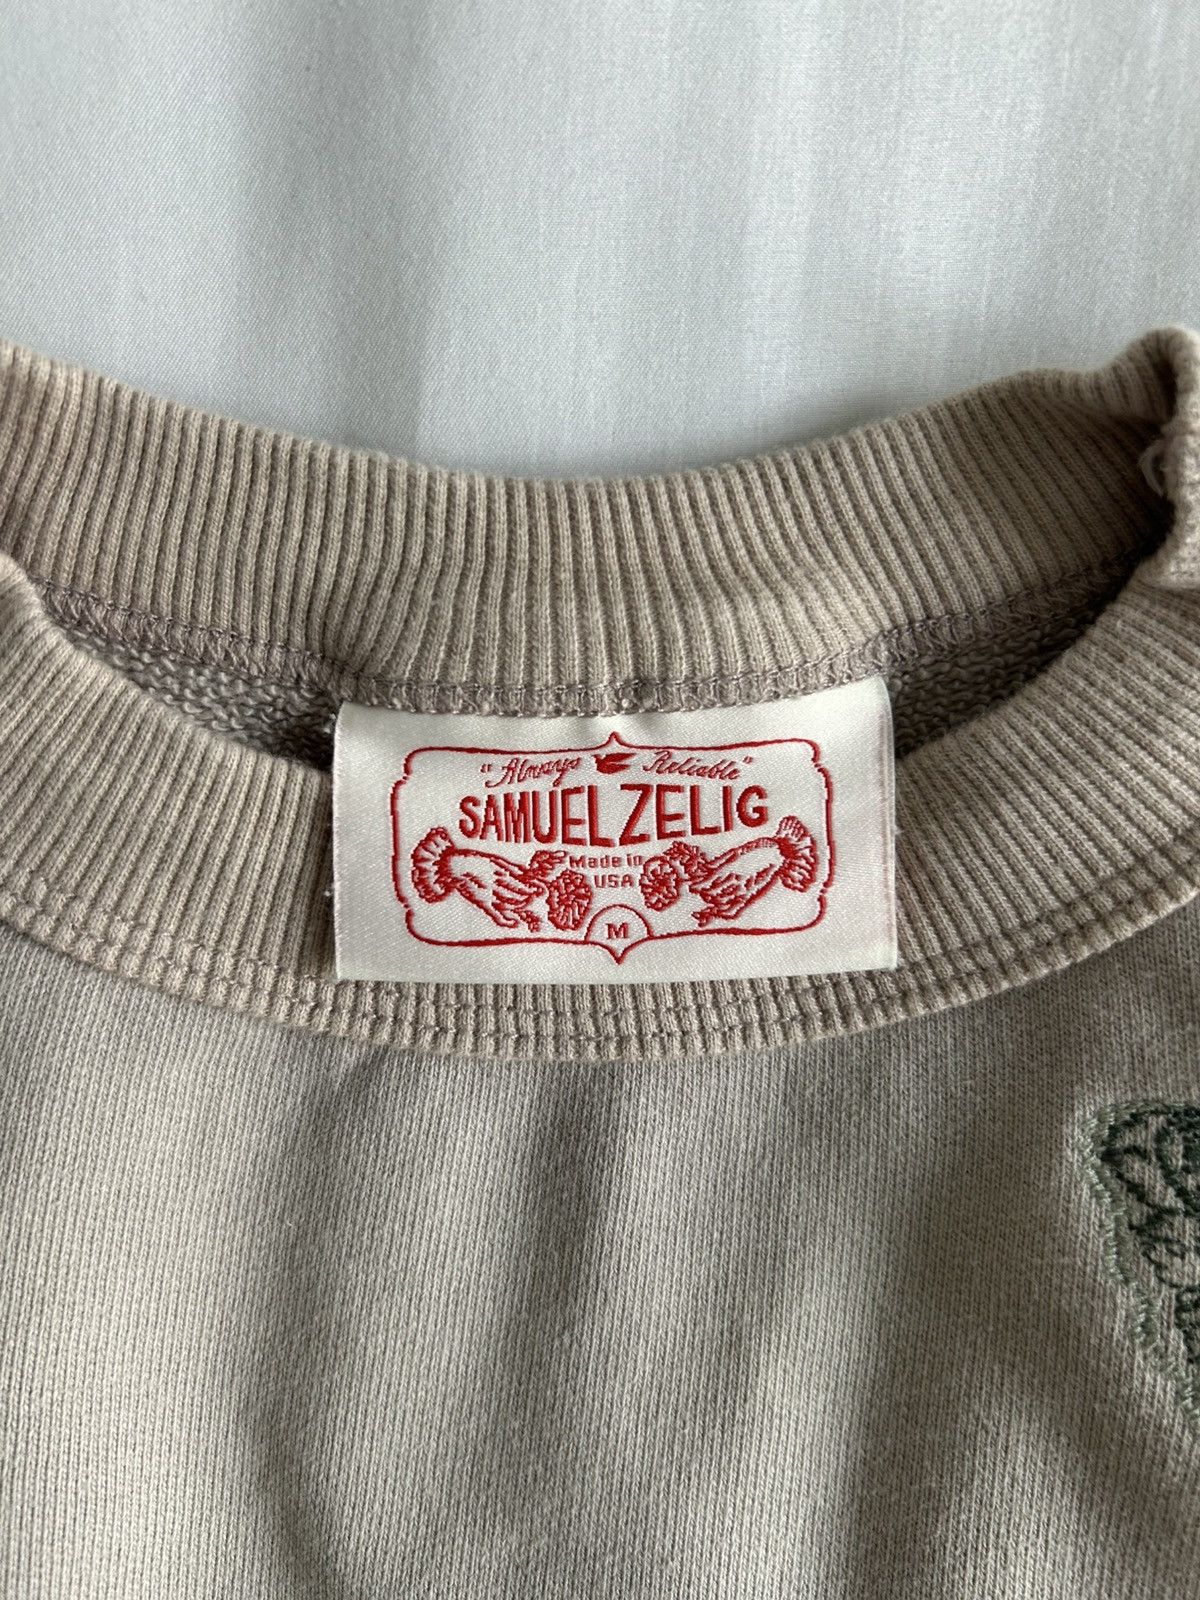 "Always Reliable"
SAMUEL ZELIG
Made in
USA
M